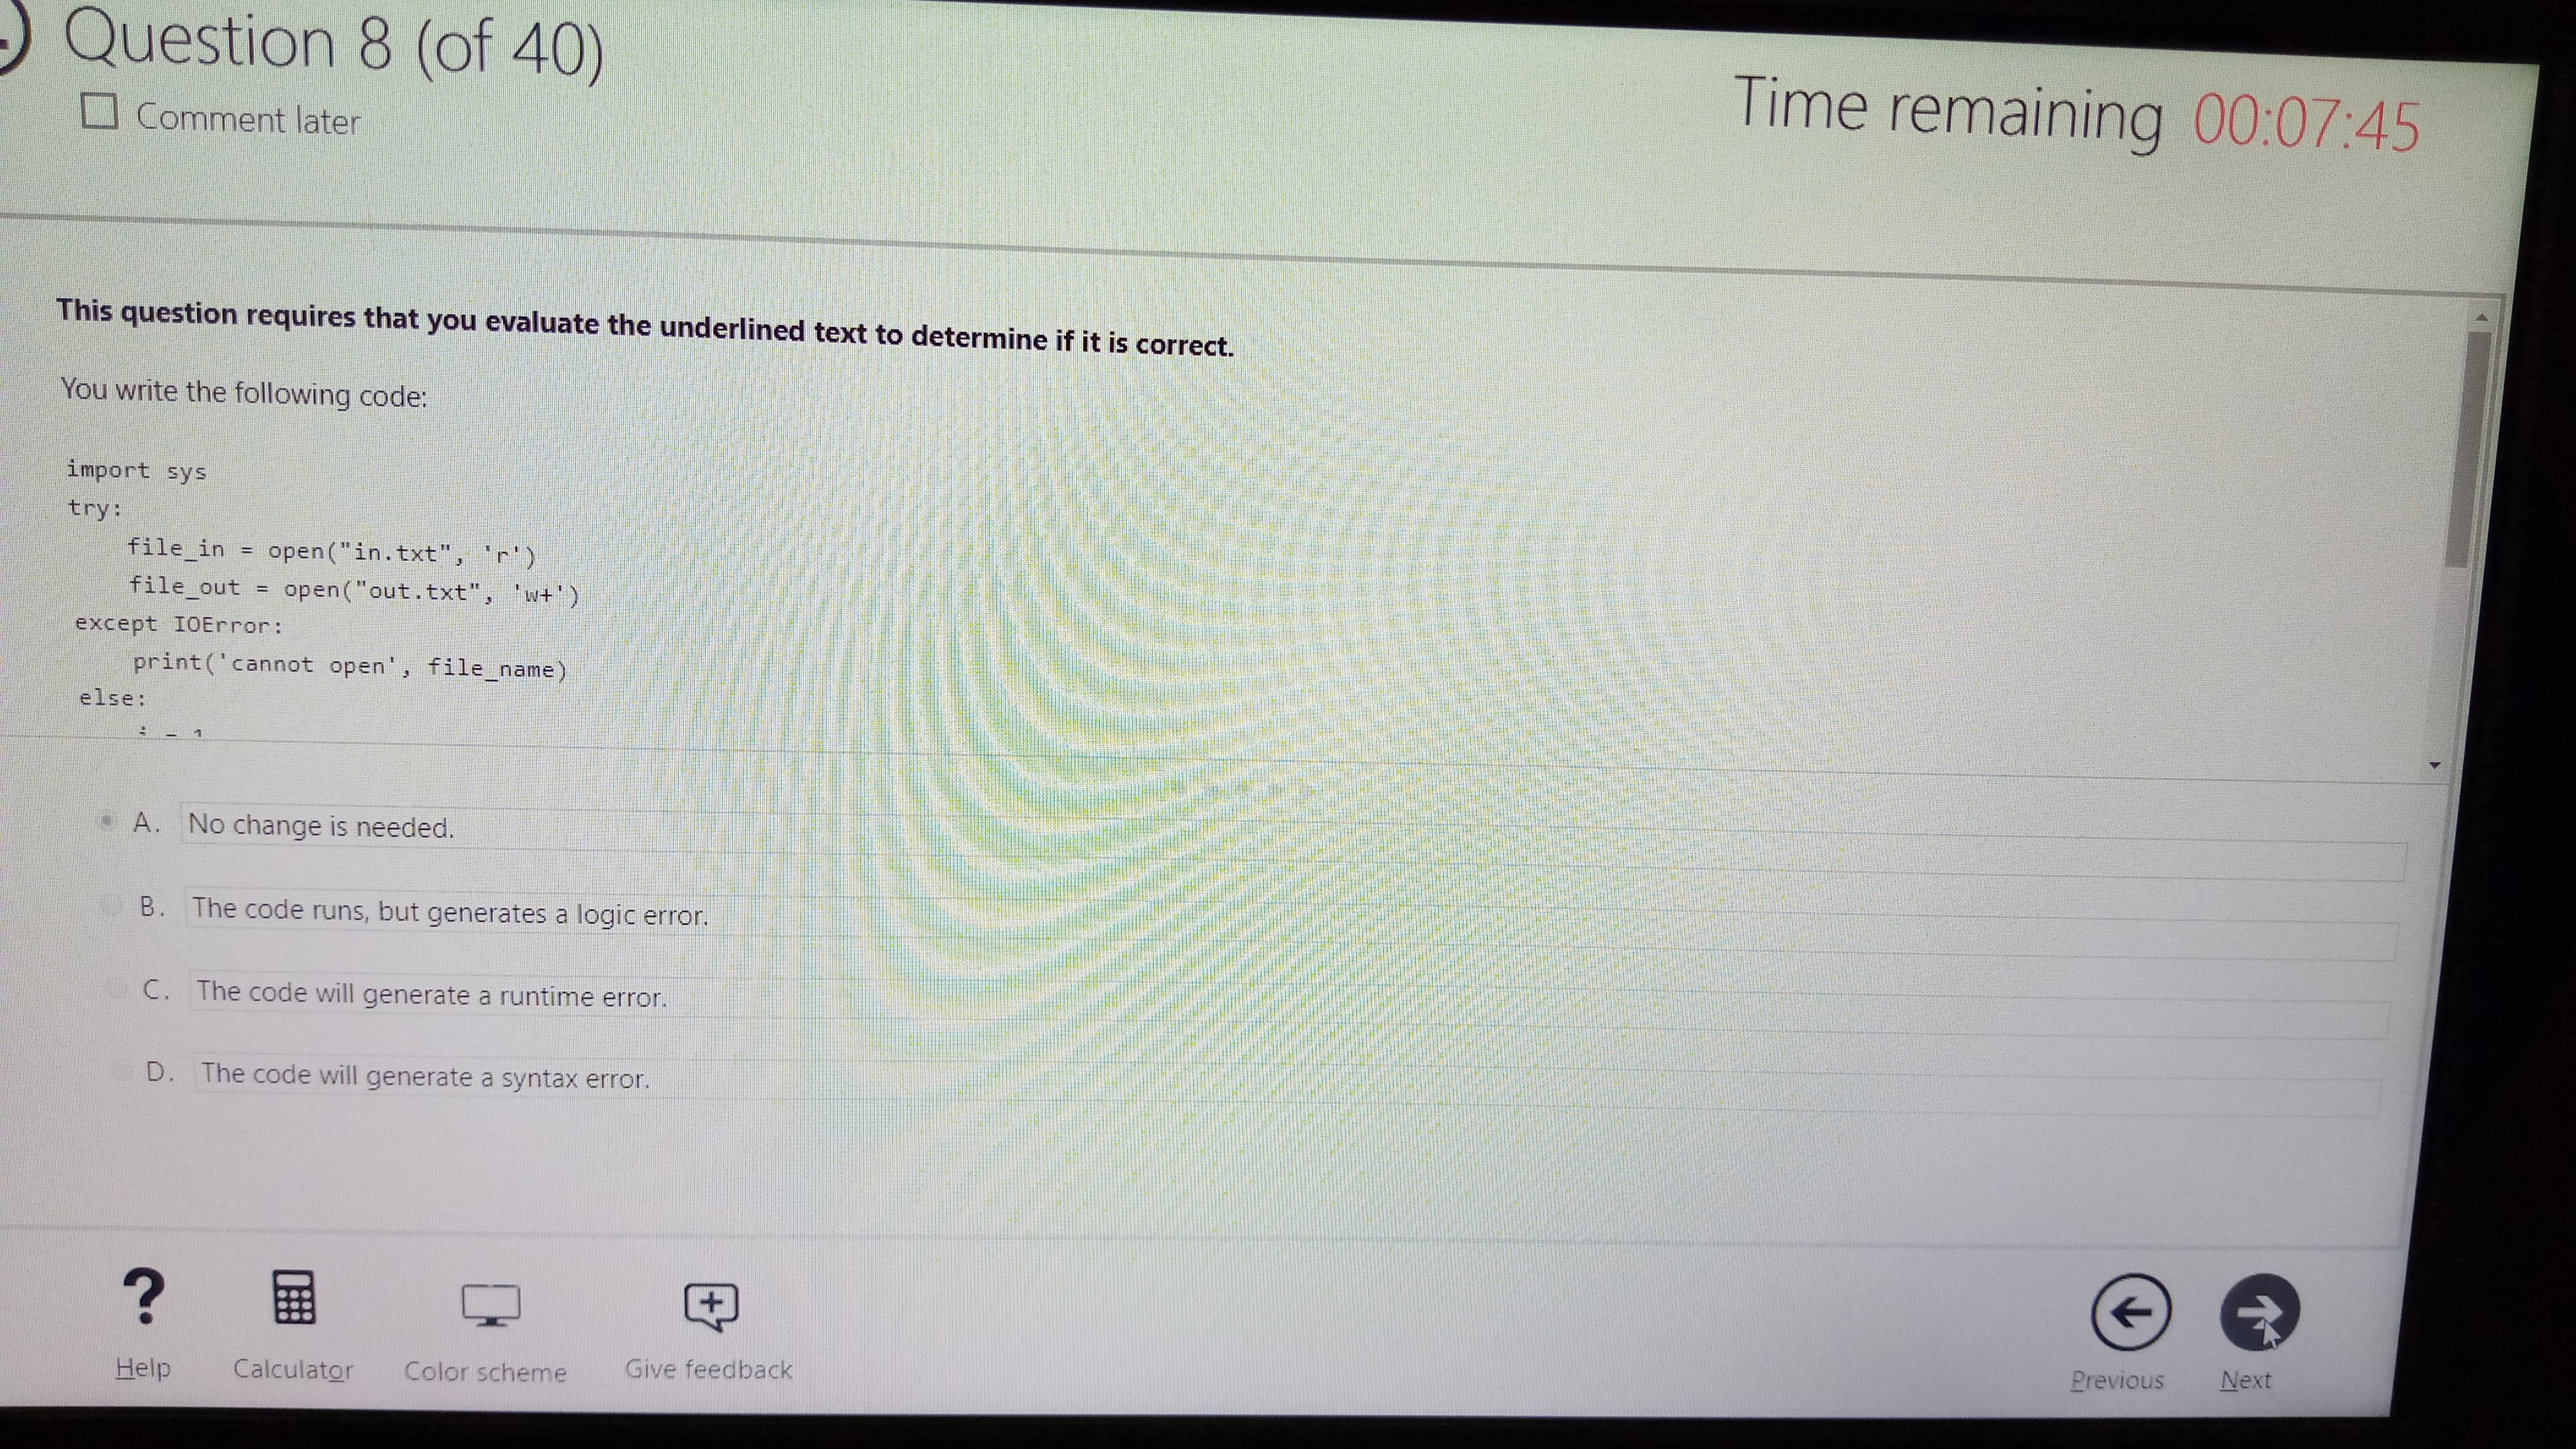 Question 8 (of 40)
Comment later
Time remaining 00:07:45
This question requires that you evaluate the underlined text to determine if it is correct.
You write the following code:
import sys
try:
    file_in = open("in.txt", 'r')
    file_out = open("out.txt", 'w+')
except IOError:
    print('cannot open', file_name)
else:
A. No change is needed.
B. The code runs, but generates a logic error.
C. The code will generate a runtime error.
D. The code will generate a syntax error.
Help Calculator Color scheme Give feedback Previous Next